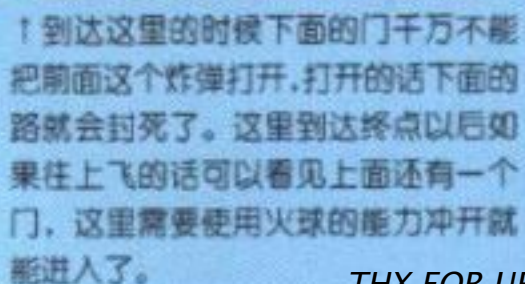 ↑到达这里的时候下面的门千万不能
把前面这个炸弹打开,打开的话下面的
路就会封死了。这里到达终点以后如
果往上飞的话可以看见上面还有一个
门，这里需要使用火球的能力冲开就
能进入了。
THX FOR UP